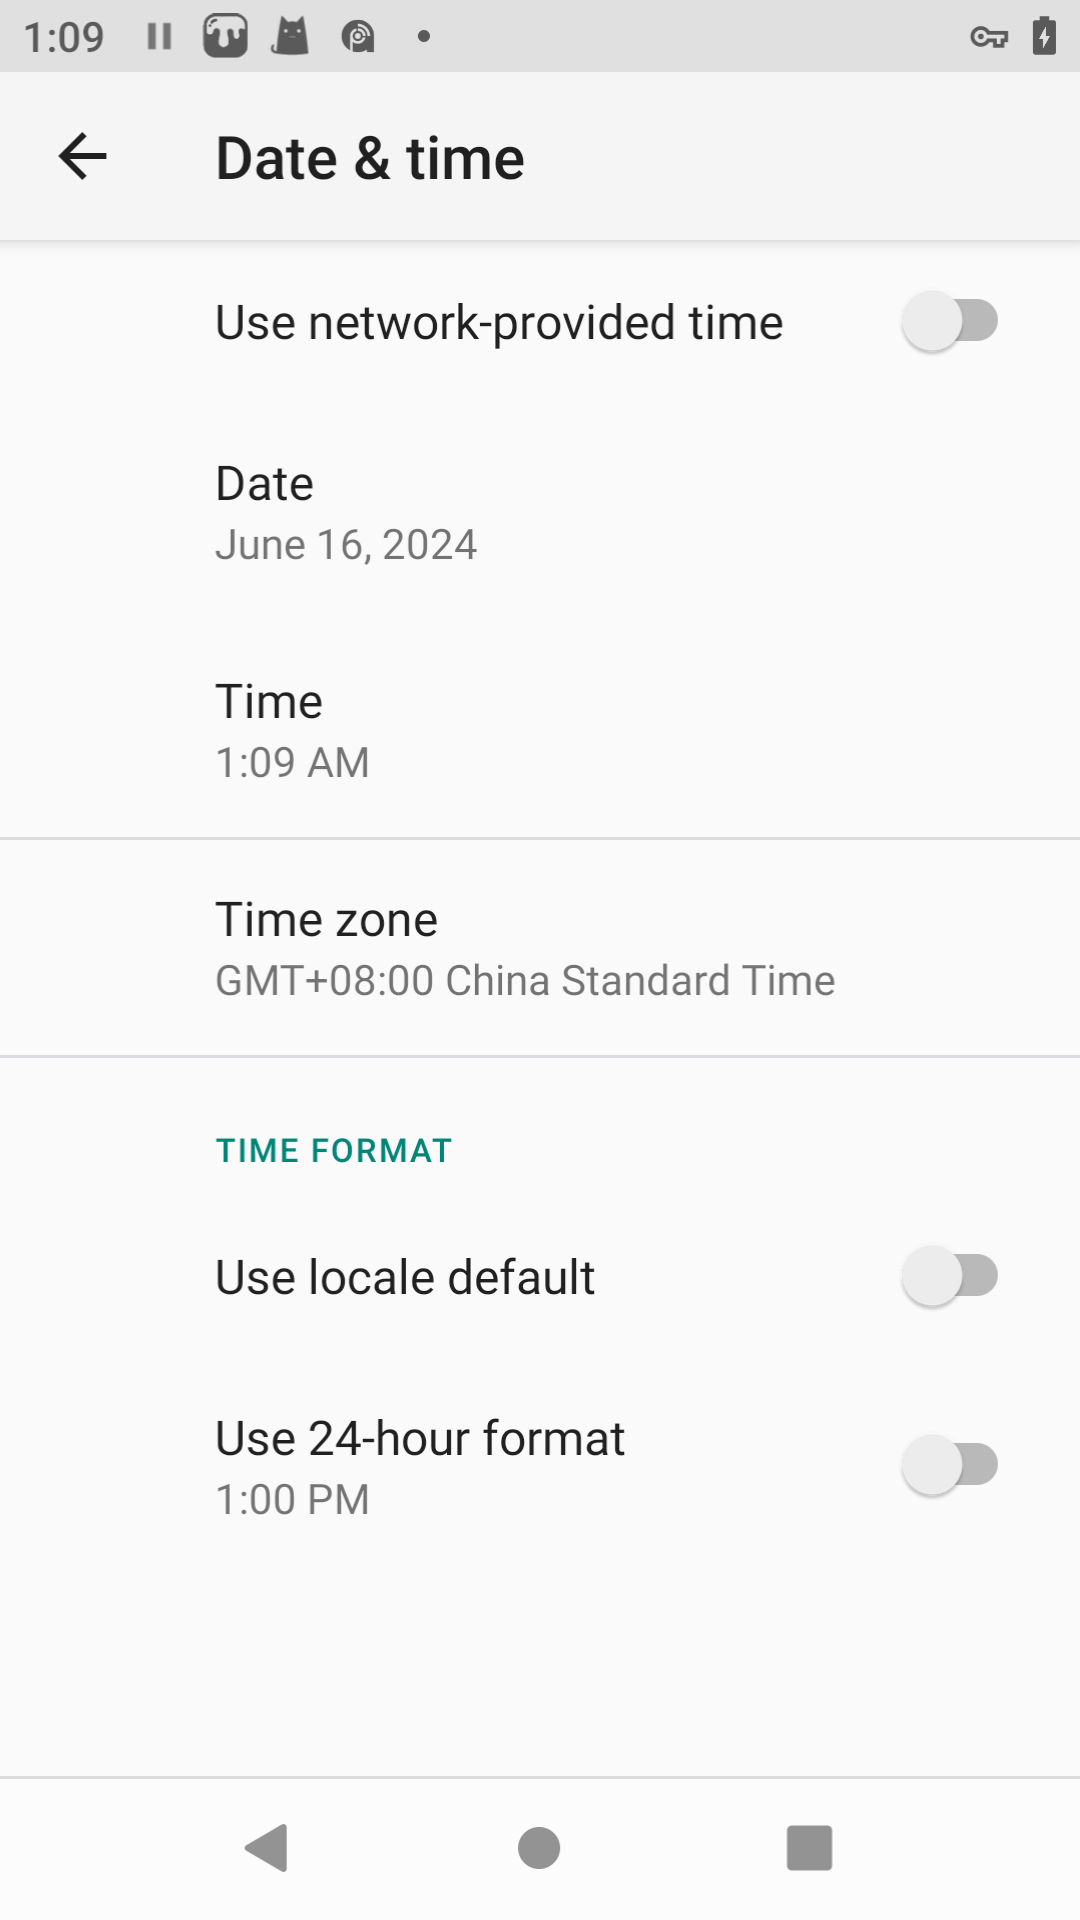 1:09
Date & time
Use network-provided time
Date
June 16, 2024
Time
1:09 AM
Time zone
GMT+08:00 China Standard Time
TIME FORMAT
Use locale default
Use 24-hour format
1:00 PM